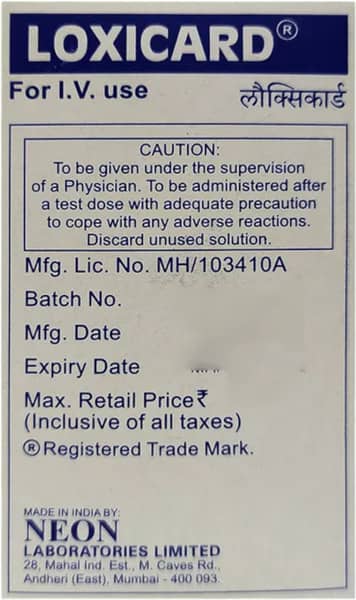 LOXICARD®
For I.V. use लौक्सिकार्ड
CAUTION:
To be given under the supervision
of a Physician. To be administered after
a test dose with adequate precaution
to cope with any adverse reactions.
Discard unused solution.
Mfg. Lic. No. MH/103410A
Batch No.
Mfg. Date
Expiry Date
Max. Retail Price₹
(Inclusive of all taxes)
®Registered Trade Mark.
MADE IN INDIA BY:
NEON
LABORATORIES LIMITED
28, Mahal Ind. Est., M. Caves Rd.,
Andheri (East), Mumbai - 400 093.